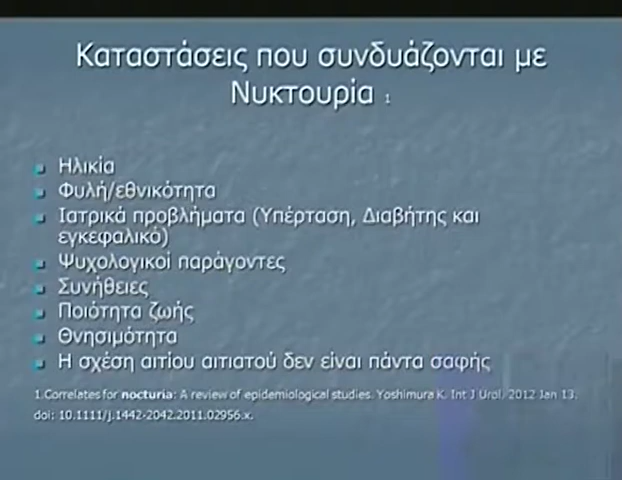 Καταστάσεις που συνδυάζονται με
Νυκτουρία 1
Ηλικία
Φυλή/εθνικότητα
Ιατρικά προβλήματα (Υπέρταση, Διαβήτης και
εγκεφαλικό)
Ψυχολογικοί παράγοντες
Συνήθειες
Ποιότητα ζωής
Θνησιμότητα
Η σχέση αιτίου αιτιατού δεν είναι πάντα σαφής
1.Correlates for nocturia: A review of epidemiological studies. Yoshimura K. Int J Urol. 2012 Jan 13.
doi: 10.1111/j.1442-2042.2011.02956.x.